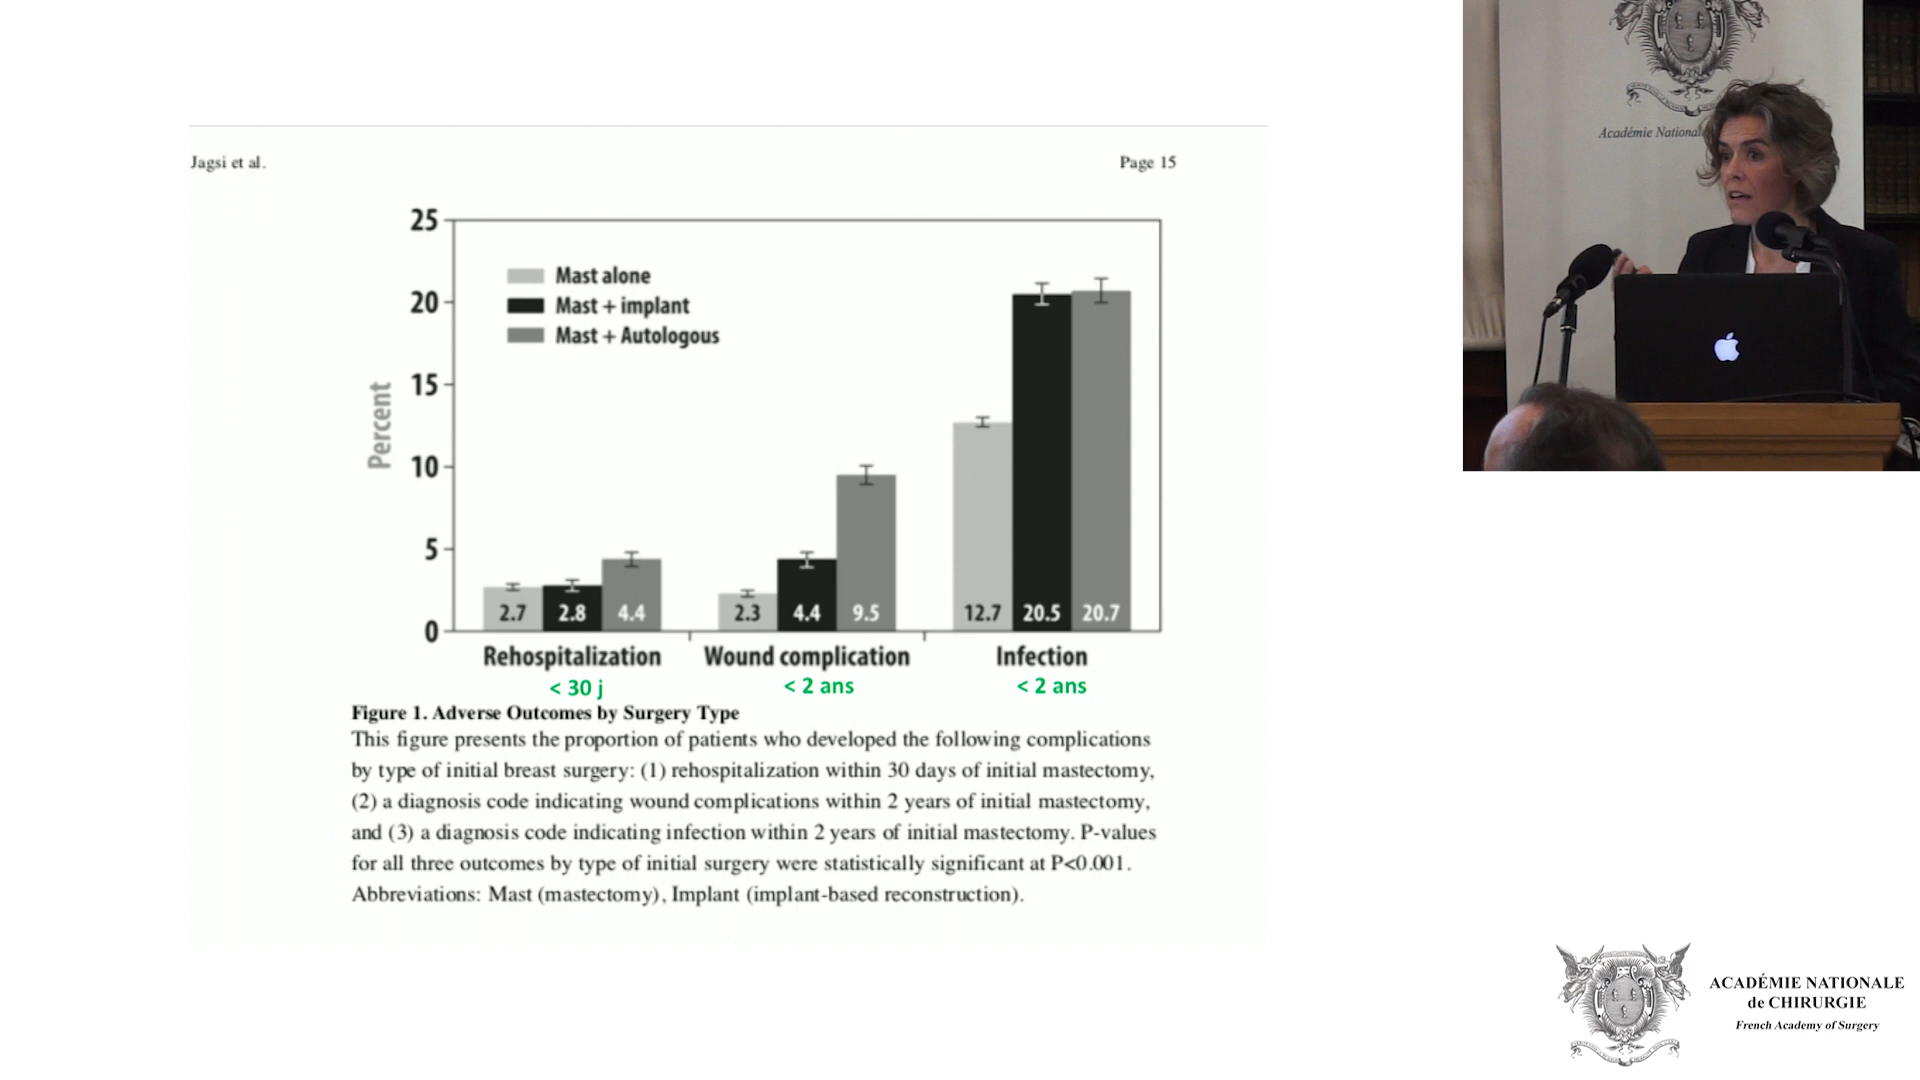 Jagsi et al.
Page 15
25
20
15
10
5
0
Percent
Mast alone
Mast + implant
Mast + Autologous
2.7 2.8 4.4
2.3 4.4 9.5
12.7 20.5 20.7
Rehospitalization Wound complication Infection
< 30 j < 2 ans < 2 ans
Figure 1. Adverse Outcomes by Surgery Type
This figure presents the proportion of patients who developed the following complications
by type of initial breast surgery: (1) rehospitalization within 30 days of initial mastectomy,
(2) a diagnosis code indicating wound complications within 2 years of initial mastectomy,
and (3) a diagnosis code indicating infection within 2 years of initial mastectomy. P-values
for all three outcomes by type of initial surgery were statistically significant at P<0.001.
Abbreviations: Mast (mastectomy), Implant (implant-based reconstruction).
Académie National
ACADÉMIE NATIONALE
de CHIRURGIE
French Academy of Surgery